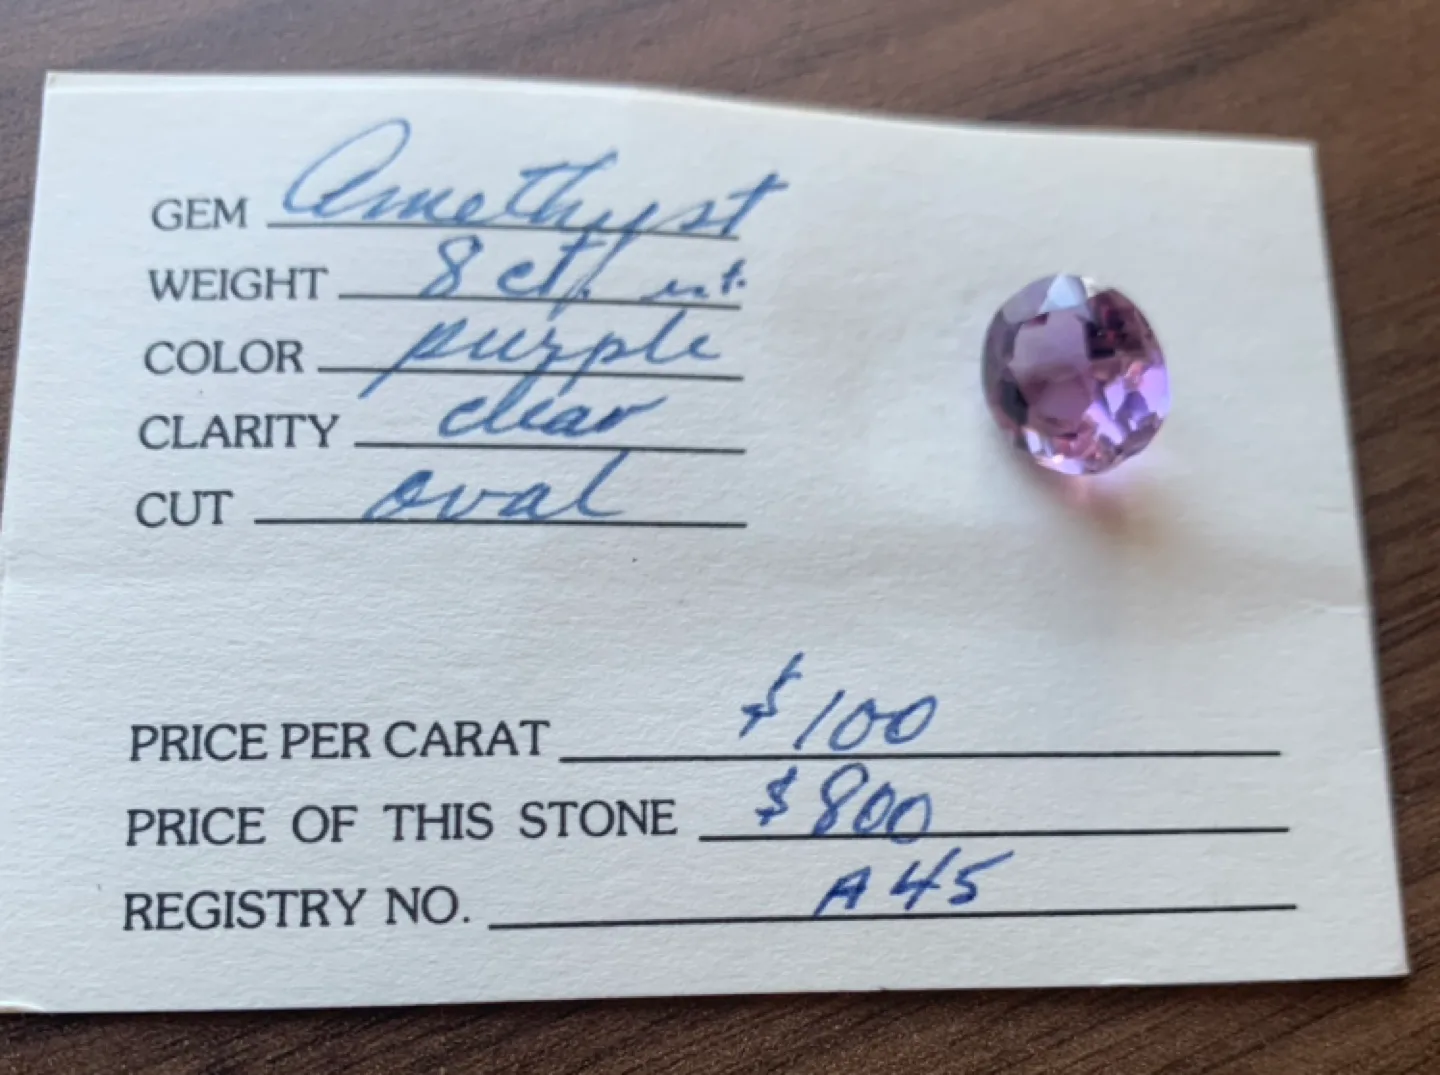 GEM Amethyst
WEIGHT 8 ct.
COLOR purple
CLARITY clear
CUT oval
PRICE PER CARAT $100
PRICE OF THIS STONE $800
REGISTRY NO. A45